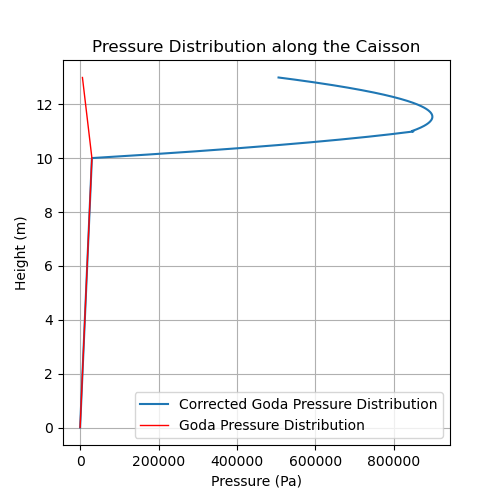 Pressure Distribution along the Caisson
12
10
8
6
4
2
0
Height (m)
Corrected Goda Pressure Distribution
Goda Pressure Distribution
0 200000 400000 600000 800000
Pressure (Pa)